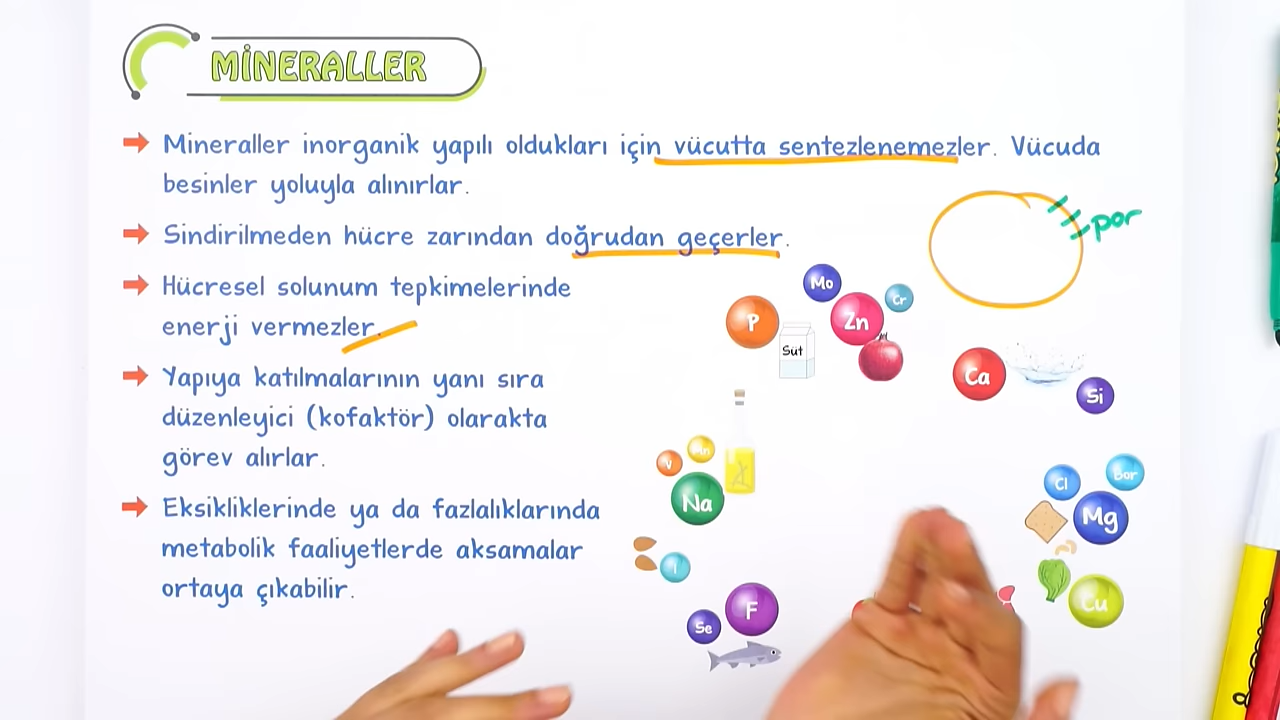 MİNERALLER
Mineraller inorganik yapılı oldukları için vücutta sentezlenemezler. Vücuda
besinler yoluyla alınırlar.
Sindirilmeden hücre zarından doğrudan geçerler.
por
Hücresel solunum tepkimelerinde
enerji vermezler.
Yapıya katılmalarının yanı sıra
düzenleyici (kofaktör) olarakta
görev alırlar.
Eksikliklerinde ya da fazlalıklarında
metabolik faaliyetlerde aksamalar
ortaya çıkabilir.
Mo
Cr
P
Zn
Süt
Ca
Si
V
Na
Cl
Bor
Mg
I
Cu
Se
F